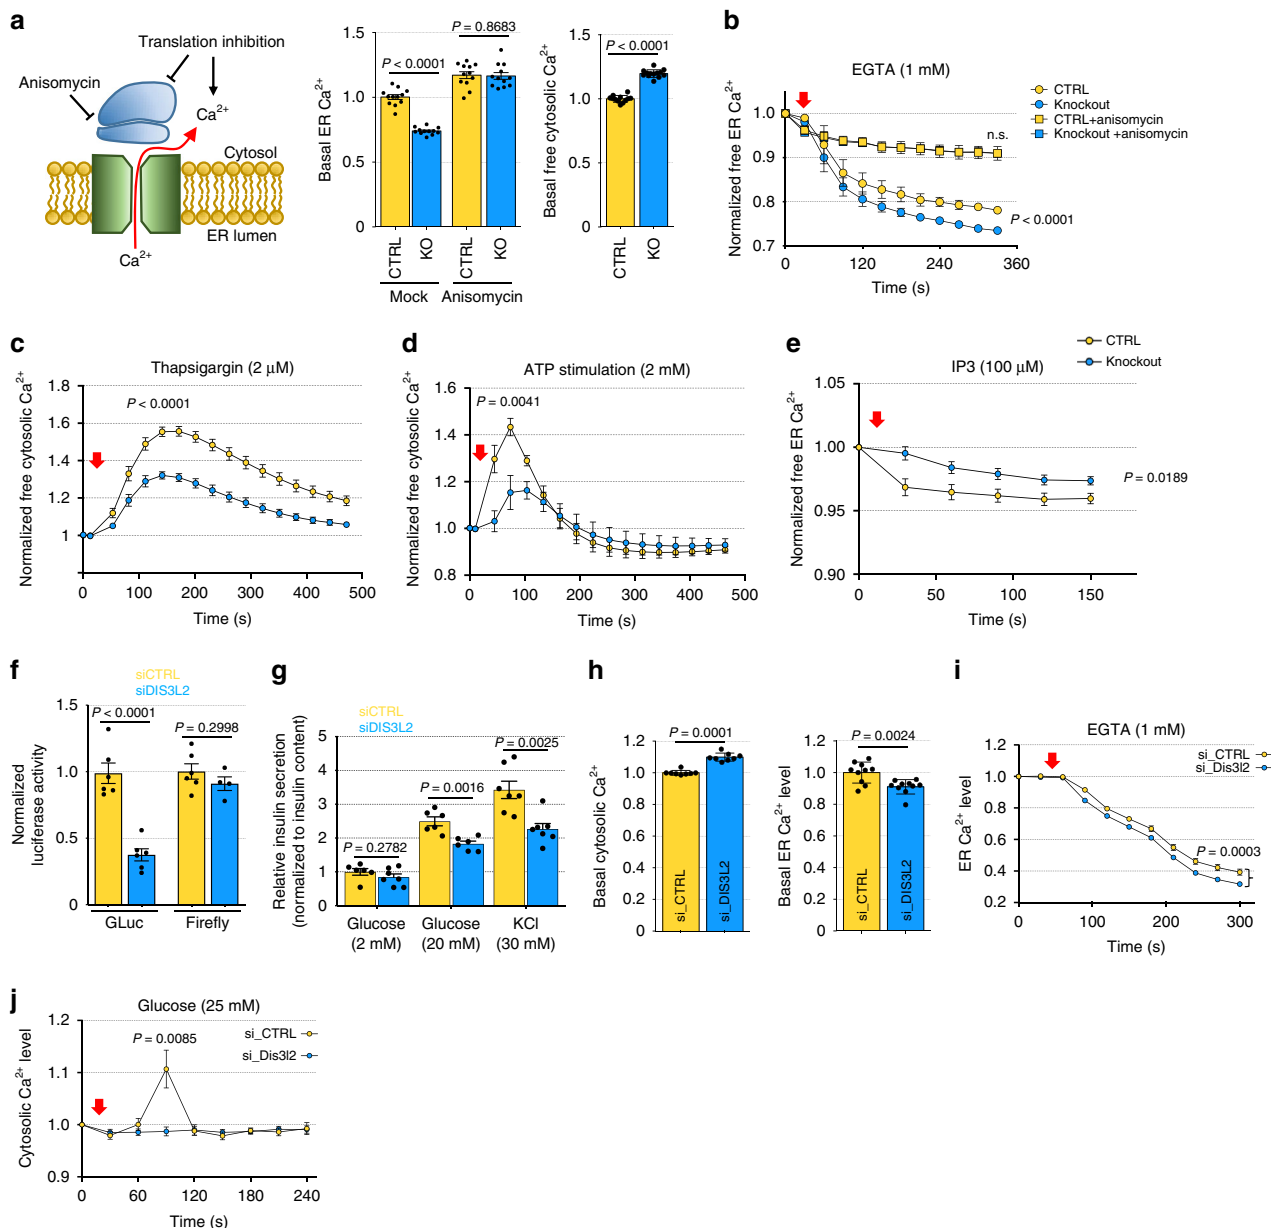 a
Translation inhibition
Anisomycin
Ca2+
Cytosol
ER lumen
Ca2+
Basal ER Ca2+
1.5
1.0
0.5
0
P < 0.0001
P = 0.8683
CTRL
KO
CTRL
KO
Mock
Anisomycin
Basal free cytosolic Ca2+
1.5
1.0
0.5
0
P < 0.0001
CTRL
KO
b
EGTA (1 mM)
Normalized free ER Ca2+
1.0
0.9
0.8
0.7
n.s.
P < 0.0001
0
120
240
360
Time (s)
CTRL
Knockout
CTRL+anisomycin
Knockout +anisomycin
c
Thapsigargin (2 μM)
Normalized free cytosolic Ca2+
1.8
1.6
1.4
1.2
1
P < 0.0001
0
100
200
300
400
500
Time (s)
d
ATP stimulation (2 mM)
Normalized free cytosolic Ca2+
1.6
1.4
1.2
1.0
0.8
P = 0.0041
0
100
200
300
400
500
Time (s)
e
CTRL
Knockout
IP3 (100 μM)
Normalized free ER Ca2+
1.05
1.00
0.95
0.90
P = 0.0189
0
50
100
150
Time (s)
f
siCTRL
siDIS3L2
Normalized
luciferase activity
1.5
1.0
0.5
0
P < 0.0001
P = 0.2998
GLuc
Firefly
g
siCTRL
siDIS3L2
Relative insulin secretion
(normalized to insulin content)
5
4
3
2
1
0
P = 0.2782
P = 0.0016
P = 0.0025
Glucose
(2 mM)
Glucose
(20 mM)
KCl
(30 mM)
h
Basal cytosolic Ca2+
1.2
1.0
0.8
0.6
0.4
0.2
0
P = 0.0001
si_CTRL
si_DIS3L2
Basal ER Ca2+ level
1.2
1.0
0.8
0.6
0.4
0.2
0
P = 0.0024
si_CTRL
si_DIS3L2
i
EGTA (1 mM)
ER Ca2+ level
1.2
1.0
0.8
0.6
0.4
0.2
si_CTRL
si_Dis3l2
P = 0.0003
0
100
200
300
Time (s)
j
Glucose (25 mM)
Cytosolic Ca2+ level
1.2
1.1
1.0
0.9
si_CTRL
si_Dis3l2
P = 0.0085
0
60
120
180
240
Time (s)